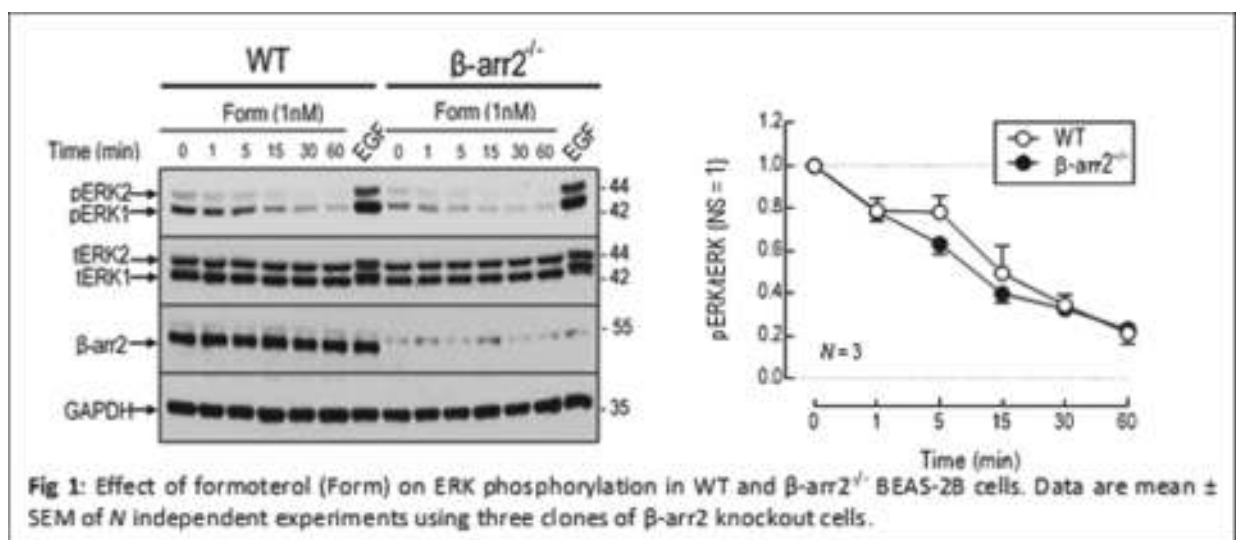 WT β-arr2-/-
Form (1nM) Form (1nM)
Time (min) 0 1 5 15 30 60 EGF 0 1 5 15 30 60 EGF
pERK2 44
pERK1 42
tERK2 44
tERK1 42
β-arr2 55
GAPDH 35
pERK/tERK (NS = 1)
1.2
1.0
0.8
0.6
0.4
0.2
0.0
WT
β-arr2-/-
N = 3
0 1 5 15 30 60
Time (min)
Fig 1: Effect of formoterol (Form) on ERK phosphorylation in WT and β-arr2-/- BEAS-2B cells. Data are mean ±
SEM of N independent experiments using three clones of β-arr2 knockout cells.